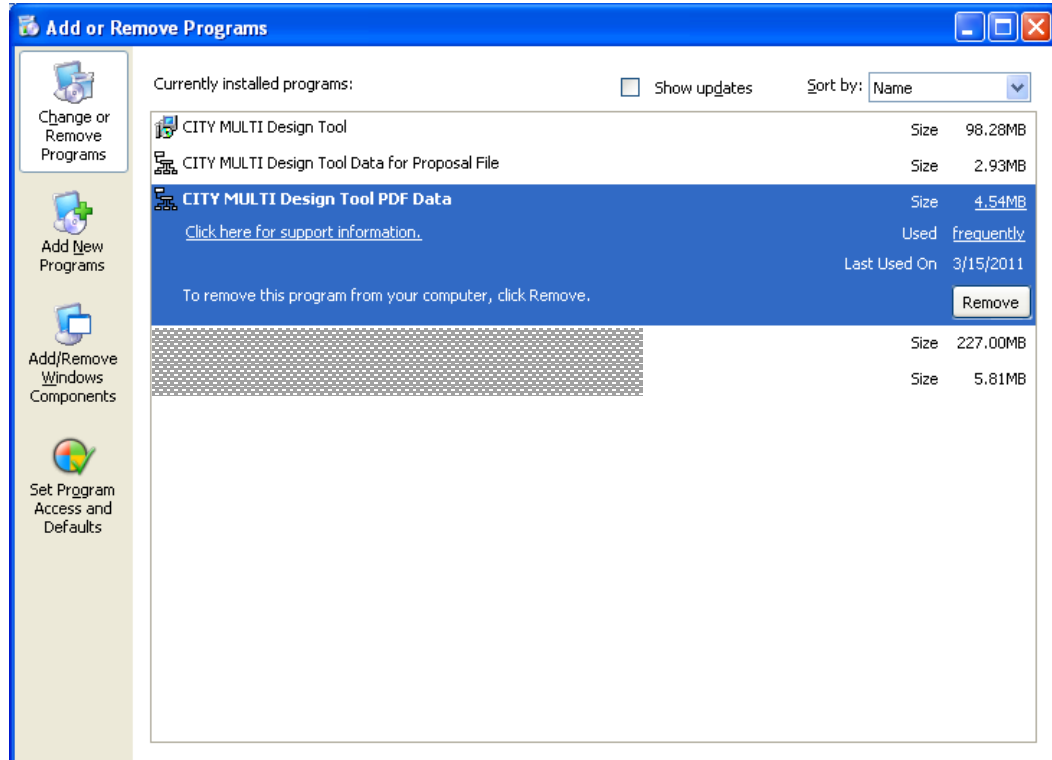 Add or Remove Programs
Change or
Remove
Programs
Add New
Programs
Add/Remove
Windows
Components
Set Program
Access and
Defaults
Currently installed programs:
Show updates
Sort by: Name
CITY MULTI Design Tool Size 98.28MB
CITY MULTI Design Tool Data for Proposal File Size 2.93MB
CITY MULTI Design Tool PDF Data Size 4.54MB
Click here for support information. Used frequently
Last Used On 3/15/2011
To remove this program from your computer, click Remove. Remove
Size 227.00MB
Size 5.81MB